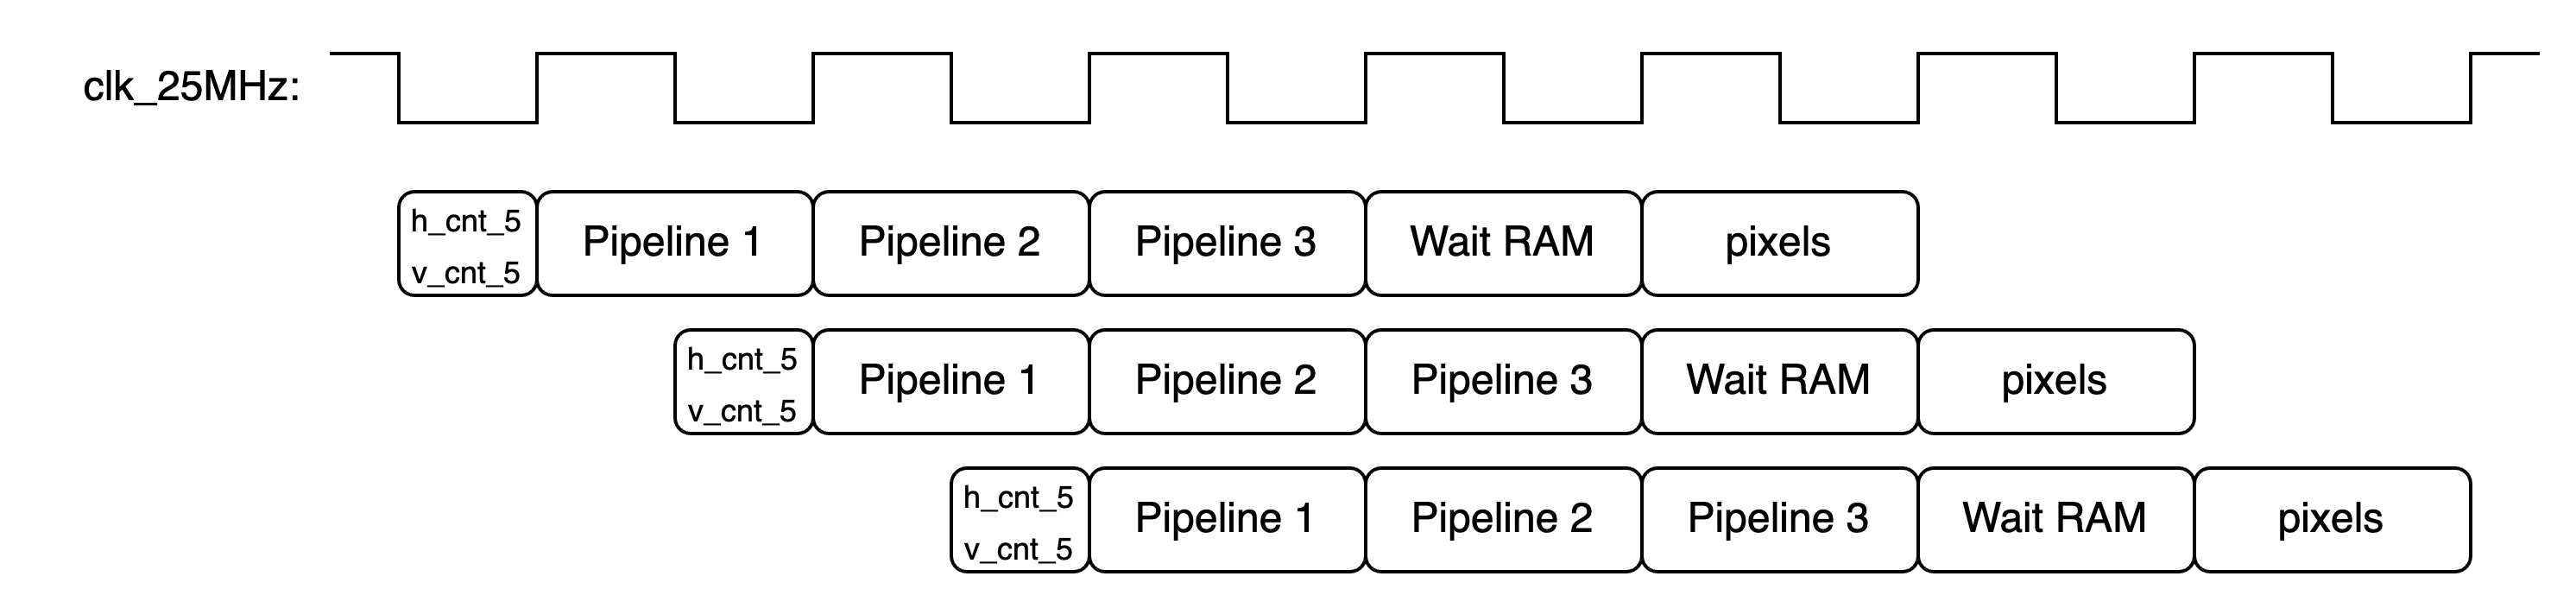 clk_25MHz:
h_cnt_5
v_cnt_5
Pipeline 1
Pipeline 2
Pipeline 3
Wait RAM
pixels
h_cnt_5
v_cnt_5
Pipeline 1
Pipeline 2
Pipeline 3
Wait RAM
pixels
h_cnt_5
v_cnt_5
Pipeline 1
Pipeline 2
Pipeline 3
Wait RAM
pixels